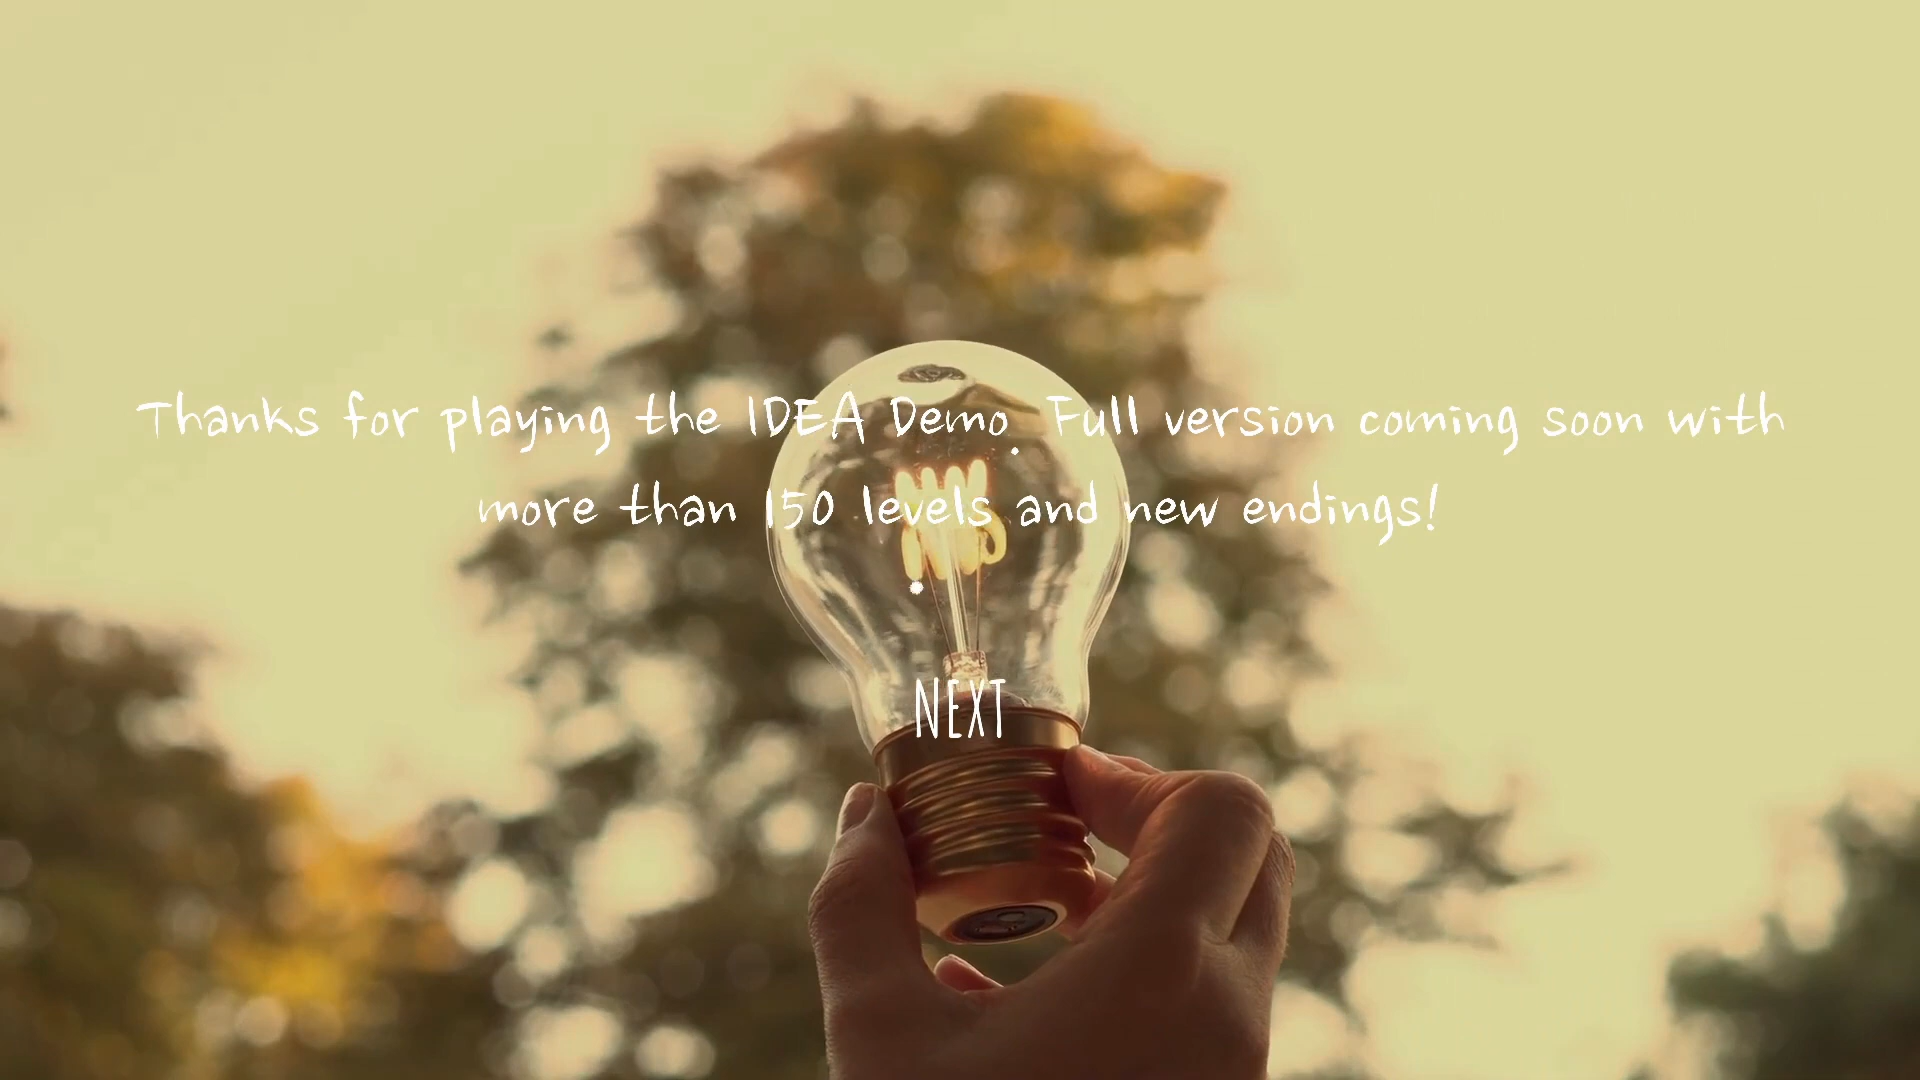 Thanks for playing the IDEA Demo. Full version coming soon with
more than 150 levels and new endings!
NEXT